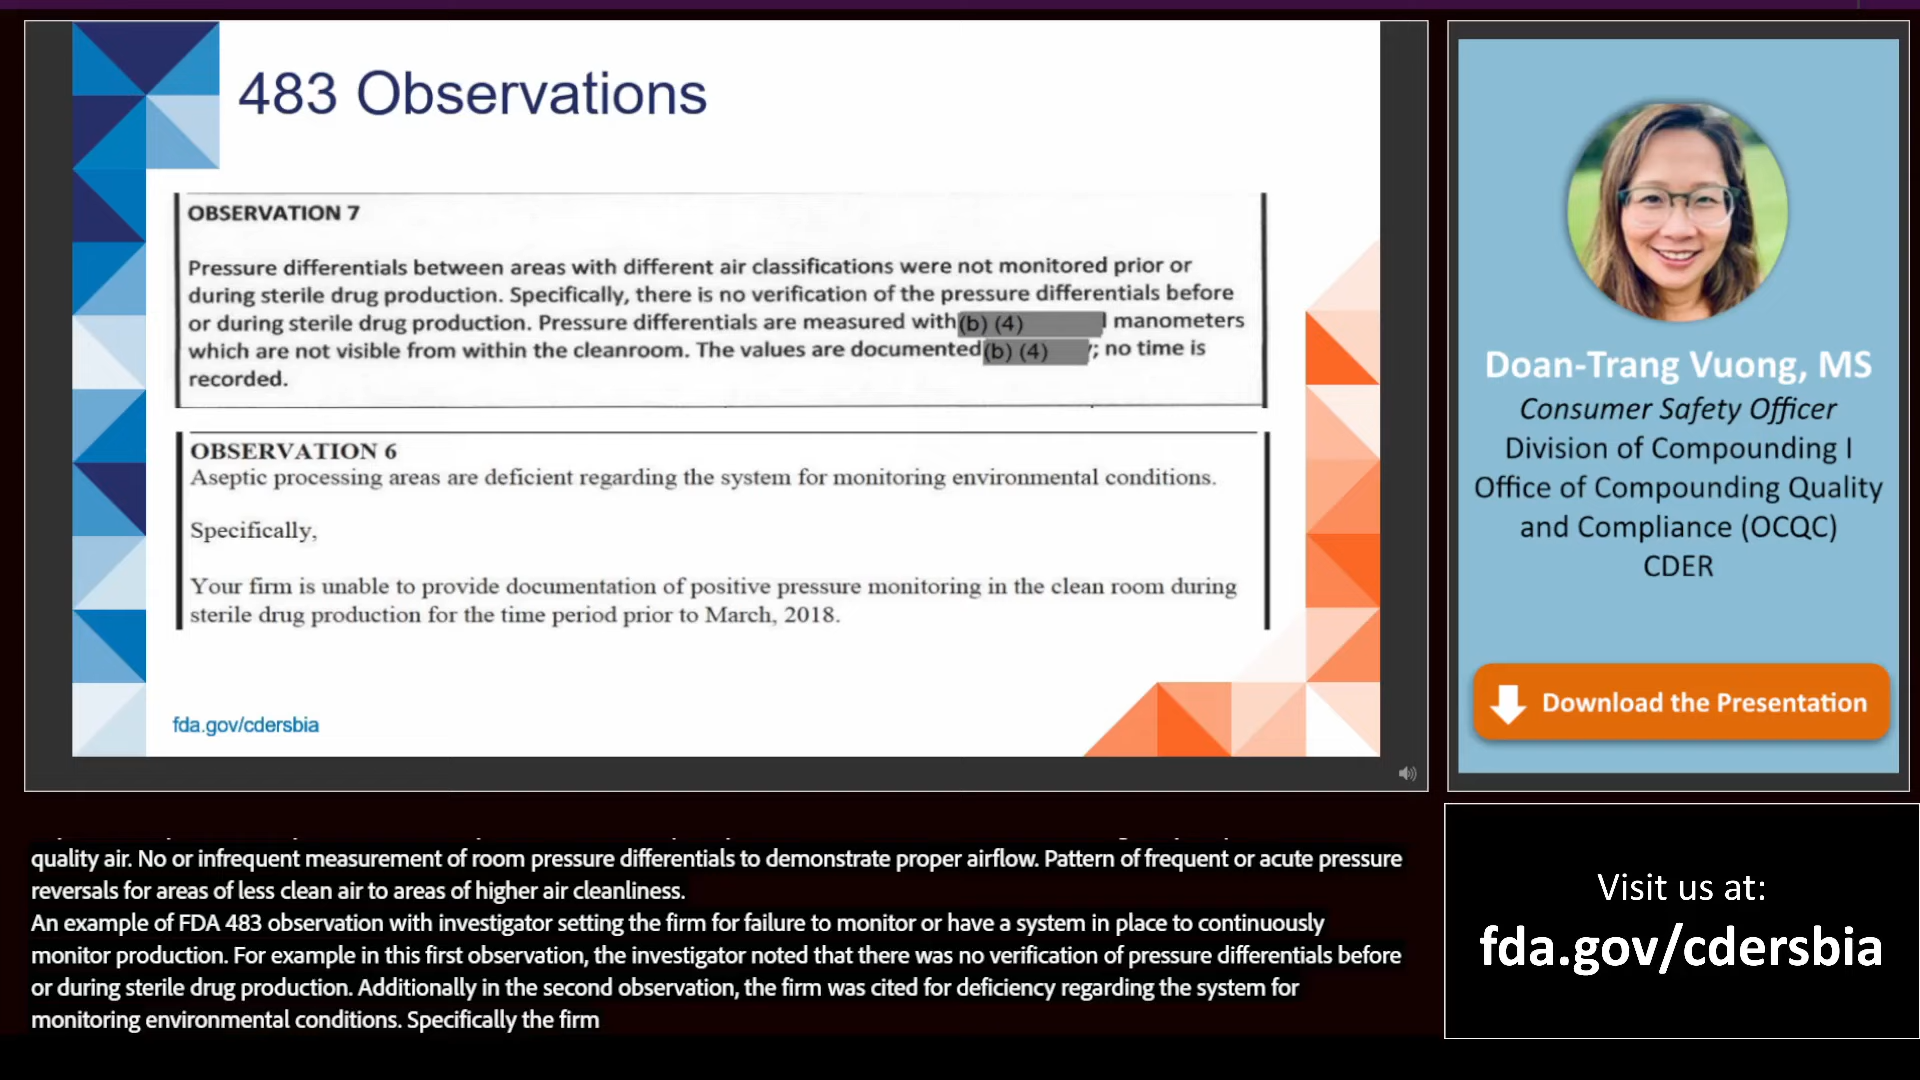 483 Observations
OBSERVATION 7
Pressure differentials between areas with different air classifications were not monitored prior or
during sterile drug production. Specifically, there is no verification of the pressure differentials before
or during sterile drug production. Pressure differentials are measured with (b) (4) manometers
which are not visible from within the cleanroom. The values are documented (b) (4) ; no time is
recorded.
OBSERVATION 6
Aseptic processing areas are deficient regarding the system for monitoring environmental conditions.
Specifically,
Your firm is unable to provide documentation of positive pressure monitoring in the clean room during
sterile drug production for the time period prior to March, 2018.
fda.gov/cdersbia
Doan-Trang Vuong, MS
Consumer Safety Officer
Division of Compounding I
Office of Compounding Quality
and Compliance (OCQC)
CDER
Download the Presentation
quality air. No or infrequent measurement of room pressure differentials to demonstrate proper airflow. Pattern of frequent or acute pressure
reversals for areas of less clean air to areas of higher air cleanliness.
An example of FDA 483 observation with investigator setting the firm for failure to monitor or have a system in place to continuously
monitor production. For example in this first observation, the investigator noted that there was no verification of pressure differentials before
or during sterile drug production. Additionally in the second observation, the firm was cited for deficiency regarding the system for
monitoring environmental conditions. Specifically the firm
Visit us at:
fda.gov/cdersbia